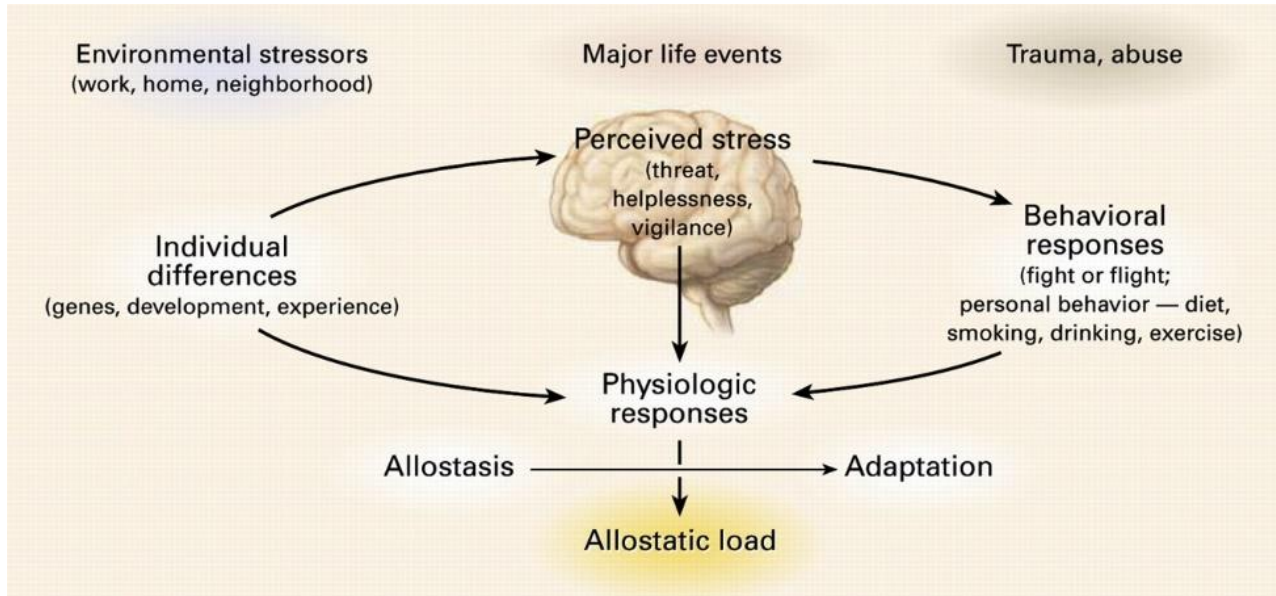 Environmental stressors
(work, home, neighborhood)
Major life events
Trauma, abuse
Perceived stress
(threat,
helplessness,
vigilance)
Individual
differences
(genes, development, experience)
Behavioral
responses
(fight or flight;
personal behavior — diet,
smoking, drinking, exercise)
Physiologic
responses
Allostasis
Adaptation
Allostatic load